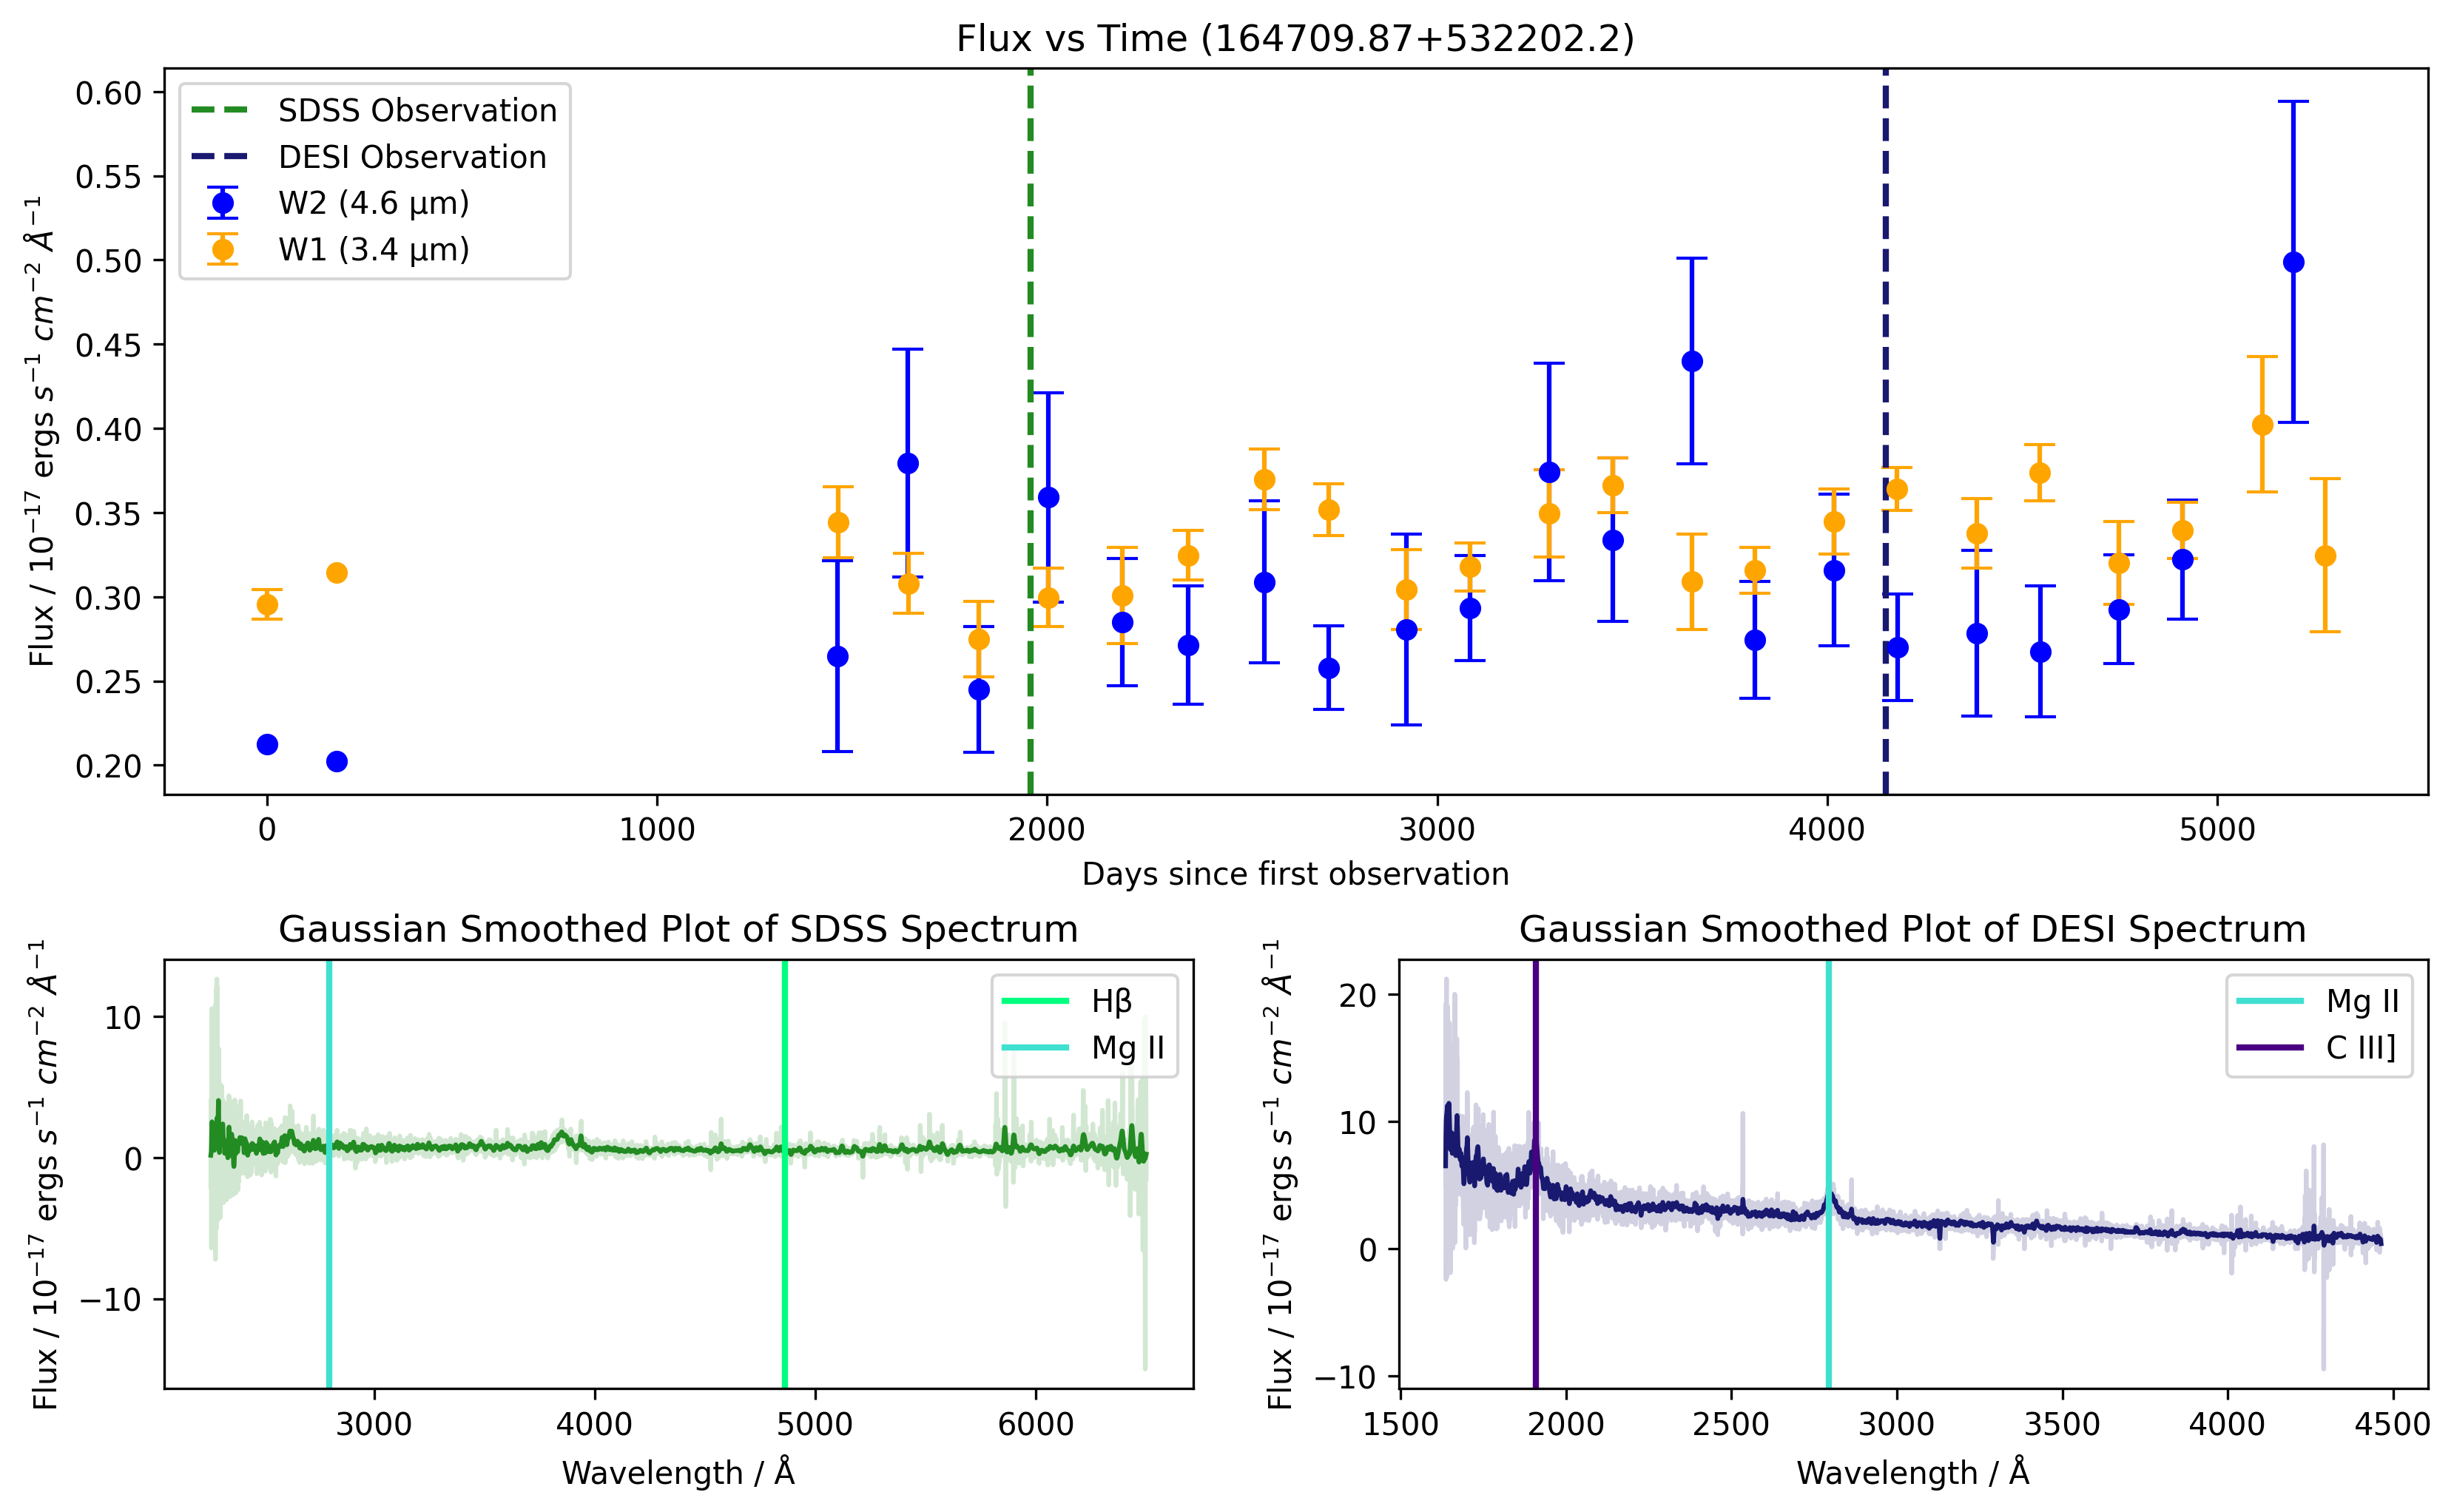 Flux vs Time (164709.87+532202.2)
Flux / 10⁻¹⁷ ergs s⁻¹ cm⁻² Å⁻¹
0.60
0.55
0.50
0.45
0.40
0.35
0.30
0.25
0.20
SDSS Observation
DESI Observation
W2 (4.6 μm)
W1 (3.4 μm)
0 1000 2000 3000 4000 5000
Days since first observation
Gaussian Smoothed Plot of SDSS Spectrum
Flux / 10⁻¹⁷ ergs s⁻¹ cm⁻² Å⁻¹
10
0
−10
Hβ
Mg II
3000 4000 5000 6000
Wavelength / Å
Gaussian Smoothed Plot of DESI Spectrum
Flux / 10⁻¹⁷ ergs s⁻¹ cm⁻² Å⁻¹
20
10
0
−10
Mg II
C III]
1500 2000 2500 3000 3500 4000 4500
Wavelength / Å